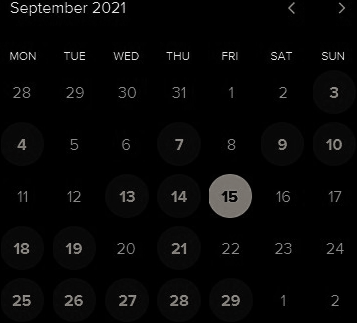 September 2021
MON TUE WED THU FRI SAT SUN
28 29 30 31 1 2 3
4 5 6 7 8 9 10
11 12 13 14 15 16 17
18 19 20 21 22 23 24
25 26 27 28 29 1 2